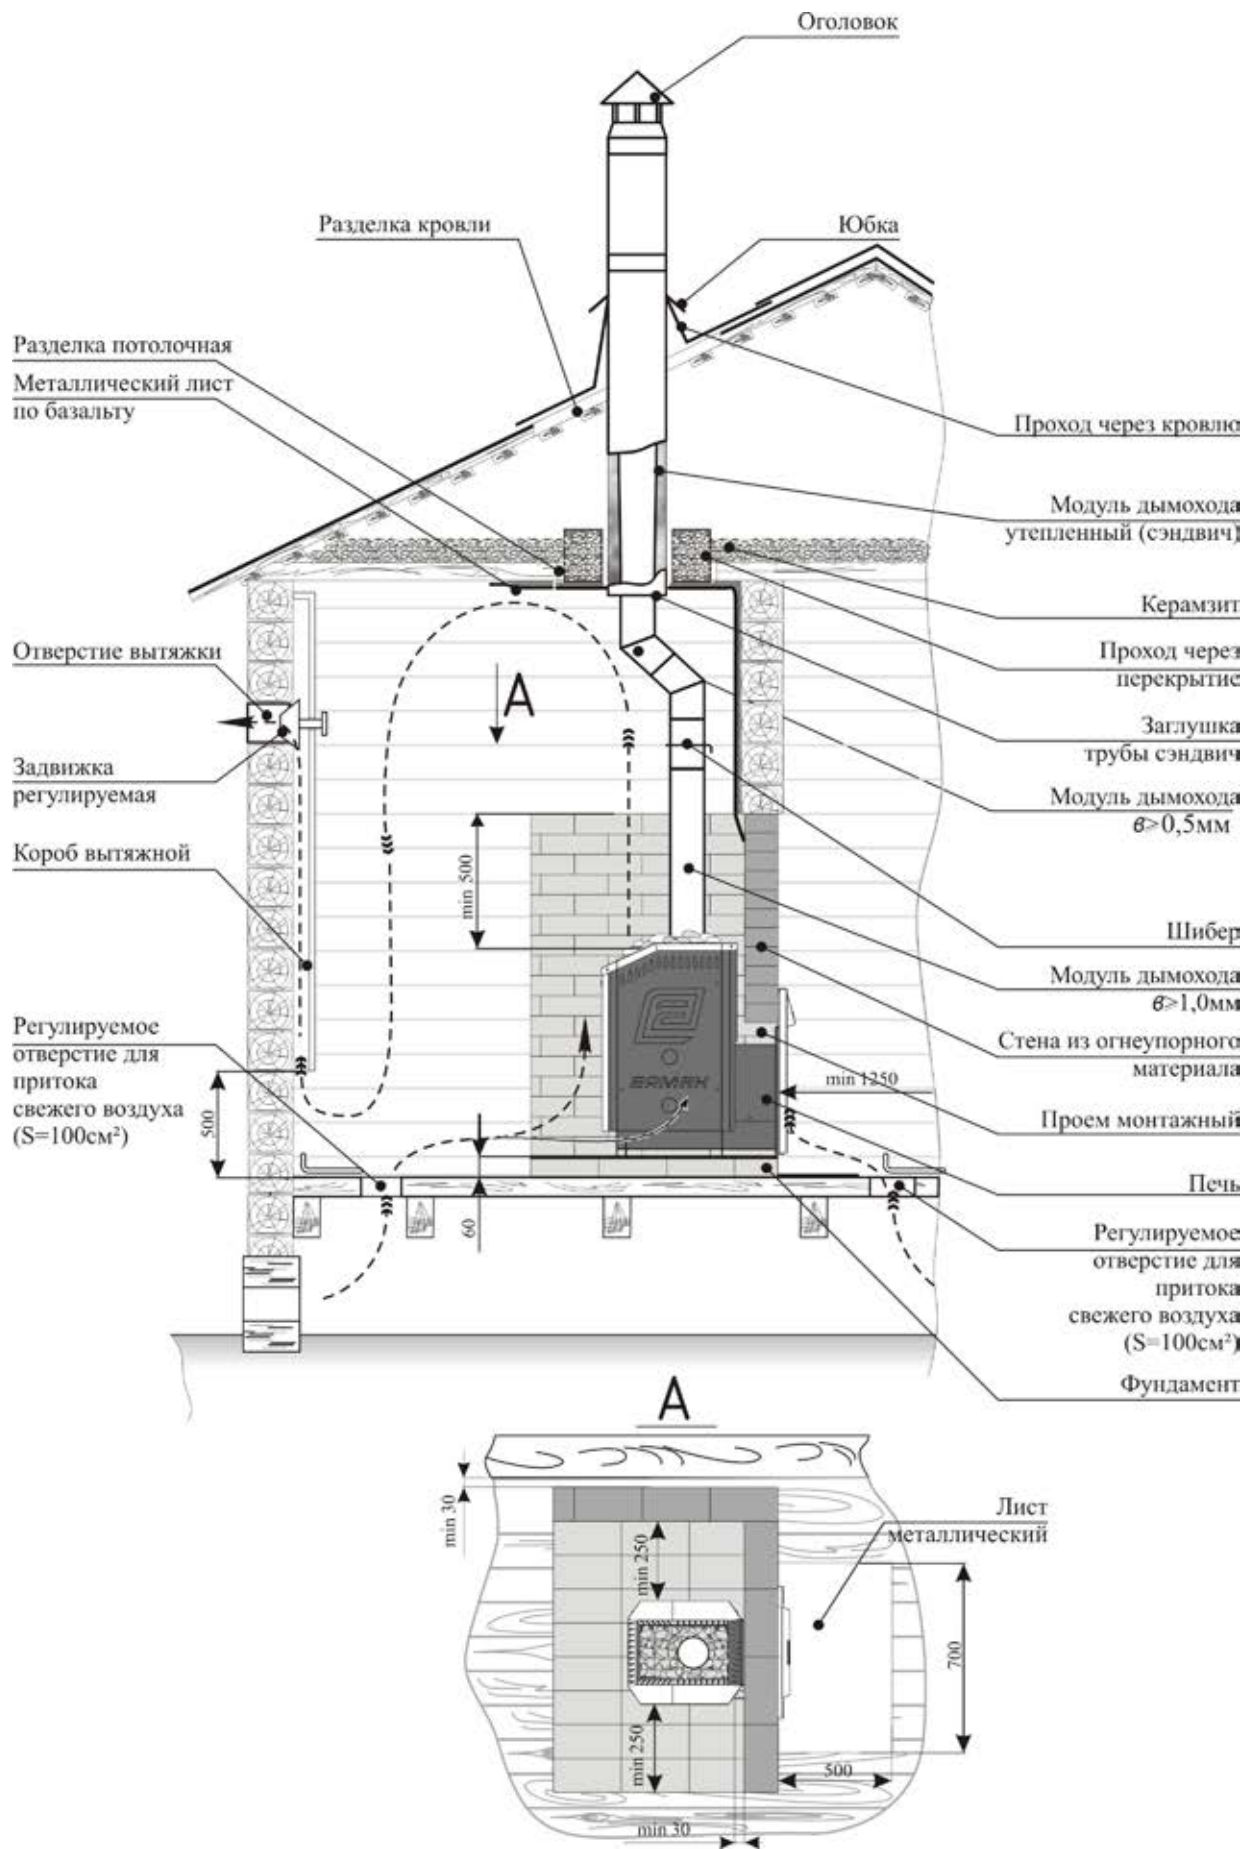 Оголовок
Разделка кровли
Юбка
Разделка потолочная
Металлический лист
по базальту
Проход через кровлю
Модуль дымохода
утепленный (сэндвич)
Керамзит
Отверстие вытяжки
Проход через
перекрытие
А
Заглушка
трубы сэндвич
Задвижка
регулируемая
Модуль дымохода
в>0,5мм
Короб вытяжной
min 500
Шибер
Модуль дымохода
в>1,0мм
Регулируемое
отверстие для
притока
свежего воздуха
(S=100см²)
Стена из огнеупорного
материала
ЕРМАК
min 1250
500
Проем монтажный
Печь
60
Регулируемое
отверстие для
притока
свежего воздуха
(S=100см²)
Фундамент
А
min 30
Лист
металлический
min 250
700
min 250
500
min 30